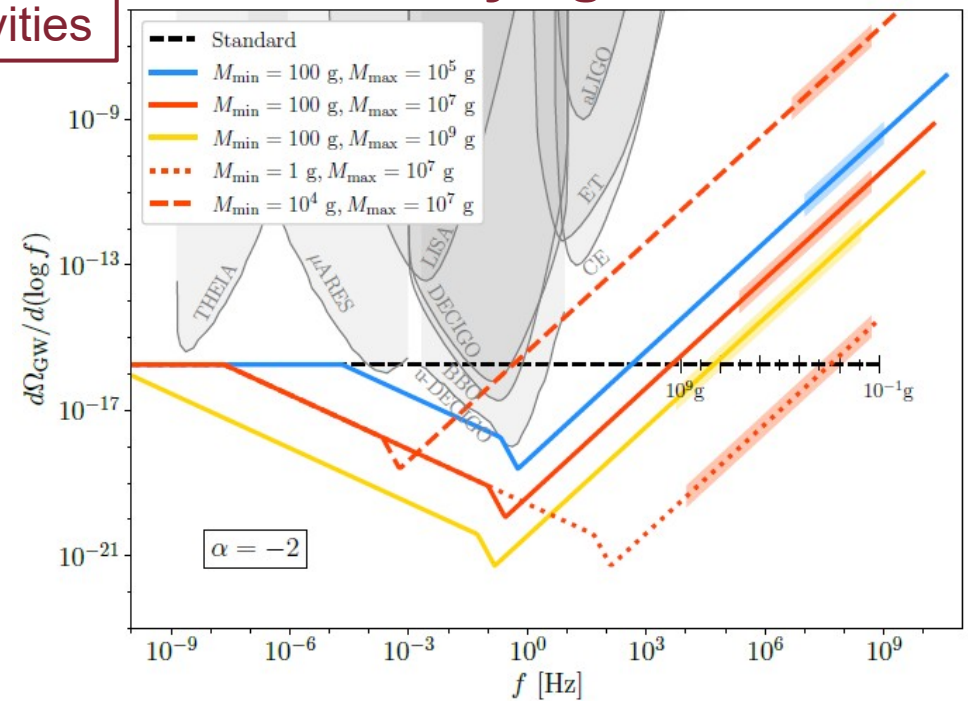 vities
Standard
M_min = 100 g, M_max = 10^5 g
M_min = 100 g, M_max = 10^7 g
M_min = 100 g, M_max = 10^9 g
M_min = 1 g, M_max = 10^7 g
M_min = 10^4 g, M_max = 10^7 g
aLIGO
ET
CE
LISA
THEIA
μARES
DECIGO
BBO
u-DECIGO
10^9g
10^-1g
α = −2
dΩ_GW/d(log f)
10^-9
10^-13
10^-17
10^-21
10^-9 10^-6 10^-3 10^0 10^3 10^6 10^9
f [Hz]